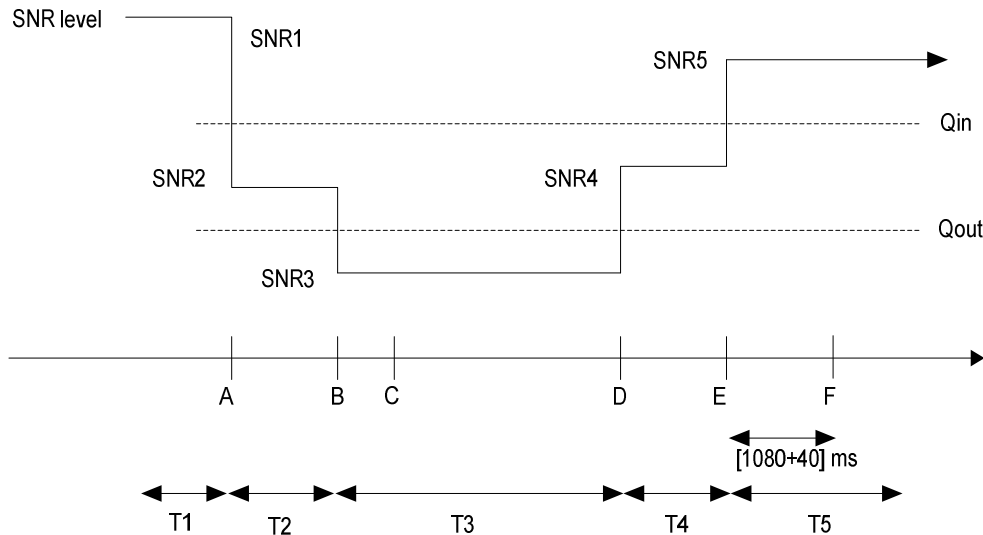 SNR level
SNR1
SNR5
Qin
SNR2
SNR4
Qout
SNR3
A
B
C
D
E
F
[1080+40] ms
T1
T2
T3
T4
T5